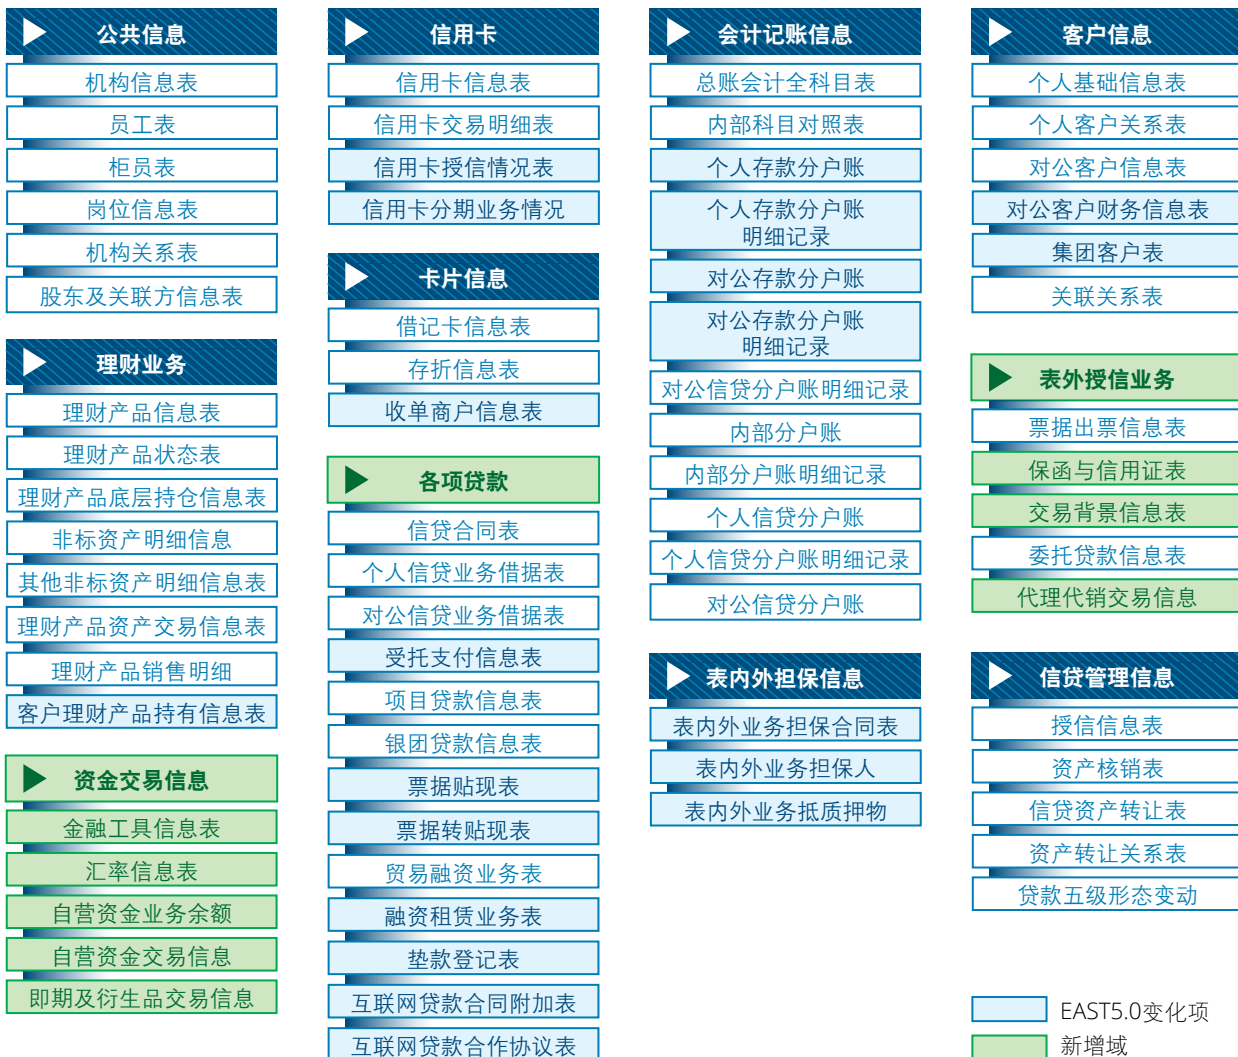 公共信息
机构信息表
员工表
柜员表
岗位信息表
机构关系表
股东及关联方信息表
理财业务
理财产品信息表
理财产品状态表
理财产品底层持仓信息表
非标资产明细信息
其他非标资产明细信息表
理财产品资产交易信息表
理财产品销售明细
客户理财产品持有信息表
资金交易信息
金融工具信息表
汇率信息表
自营资金业务余额
自营资金交易信息
即期及衍生品交易信息
信用卡
信用卡信息表
信用卡交易明细表
信用卡授信情况表
信用卡分期业务情况
卡片信息
借记卡信息表
存折信息表
收单商户信息表
各项贷款
信贷合同表
个人信贷业务借据表
对公信贷业务借据表
受托支付信息表
项目贷款信息表
银团贷款信息表
票据贴现表
票据转贴现表
贸易融资业务表
融资租赁业务表
垫款登记表
互联网贷款合同附加表
互联网贷款合作协议表
会计记账信息
总账会计全科目表
内部科目对照表
个人存款分户账
个人存款分户账
明细记录
对公存款分户账
对公存款分户账
明细记录
对公信贷分户账明细记录
内部分户账
内部分户账明细记录
个人信贷分户账
个人信贷分户账明细记录
对公信贷分户账
表内外担保信息
表内外业务担保合同表
表内外业务担保人
表内外业务抵质押物
客户信息
个人基础信息表
个人客户关系表
对公客户信息表
对公客户财务信息表
集团客户表
关联关系表
表外授信业务
票据出票信息表
保函与信用证表
交易背景信息表
委托贷款信息表
代理代销交易信息
信贷管理信息
授信信息表
资产核销表
信贷资产转让表
资产转让关系表
贷款五级形态变动
EAST5.0变化项
新增域